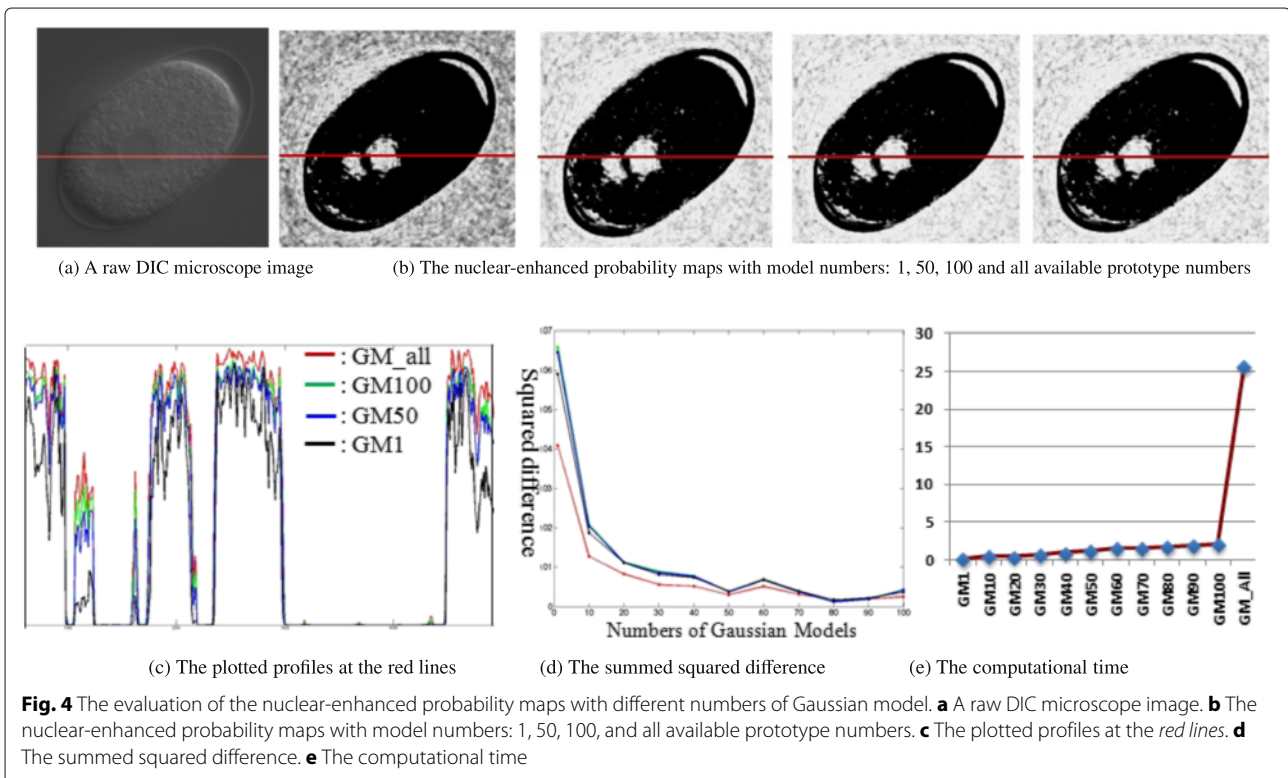 (a) A raw DIC microscope image
(b) The nuclear-enhanced probability maps with model numbers: 1, 50, 100 and all available prototype numbers
: GM_all
: GM100
: GM50
: GM1
(c) The plotted profiles at the red lines
Squared difference
0 10 20 30 40 50 60 70 80 90 100
Numbers of Gaussian Models
(d) The summed squared difference
30
25
20
15
10
5
0
GM1 GM10 GM20 GM30 GM40 GM50 GM60 GM70 GM80 GM90 GM100 GM_All
(e) The computational time
Fig. 4 The evaluation of the nuclear-enhanced probability maps with different numbers of Gaussian model. a A raw DIC microscope image. b The
nuclear-enhanced probability maps with model numbers: 1, 50, 100, and all available prototype numbers. c The plotted profiles at the red lines. d
The summed squared difference. e The computational time